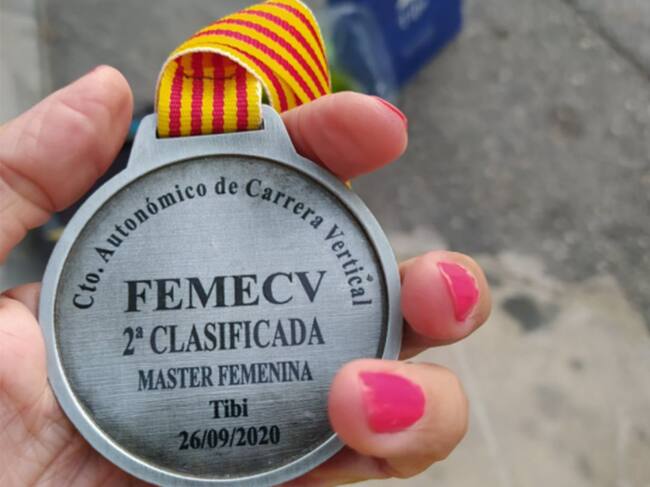 Cto. Autonómico de Carrera Vertical
FEMECV
2ª CLASIFICADA
MASTER FEMENINA
Tibi
26/09/2020